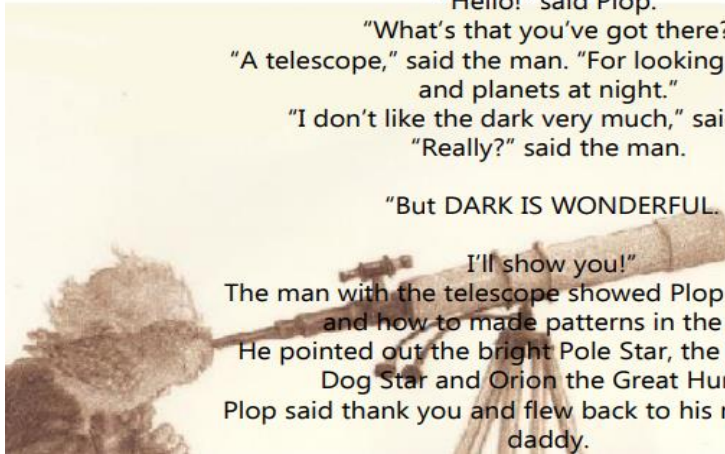 "Hello!" said Plop.
"What's that you've got there?
"A telescope," said the man. "For looking
and planets at night."
"I don't like the dark very much," sai
"Really?" said the man.
"But DARK IS WONDERFUL.
I'll show you!"
The man with the telescope showed Plop
and how to made patterns in the
He pointed out the bright Pole Star, the
Dog Star and Orion the Great Hu
Plop said thank you and flew back to his
daddy.